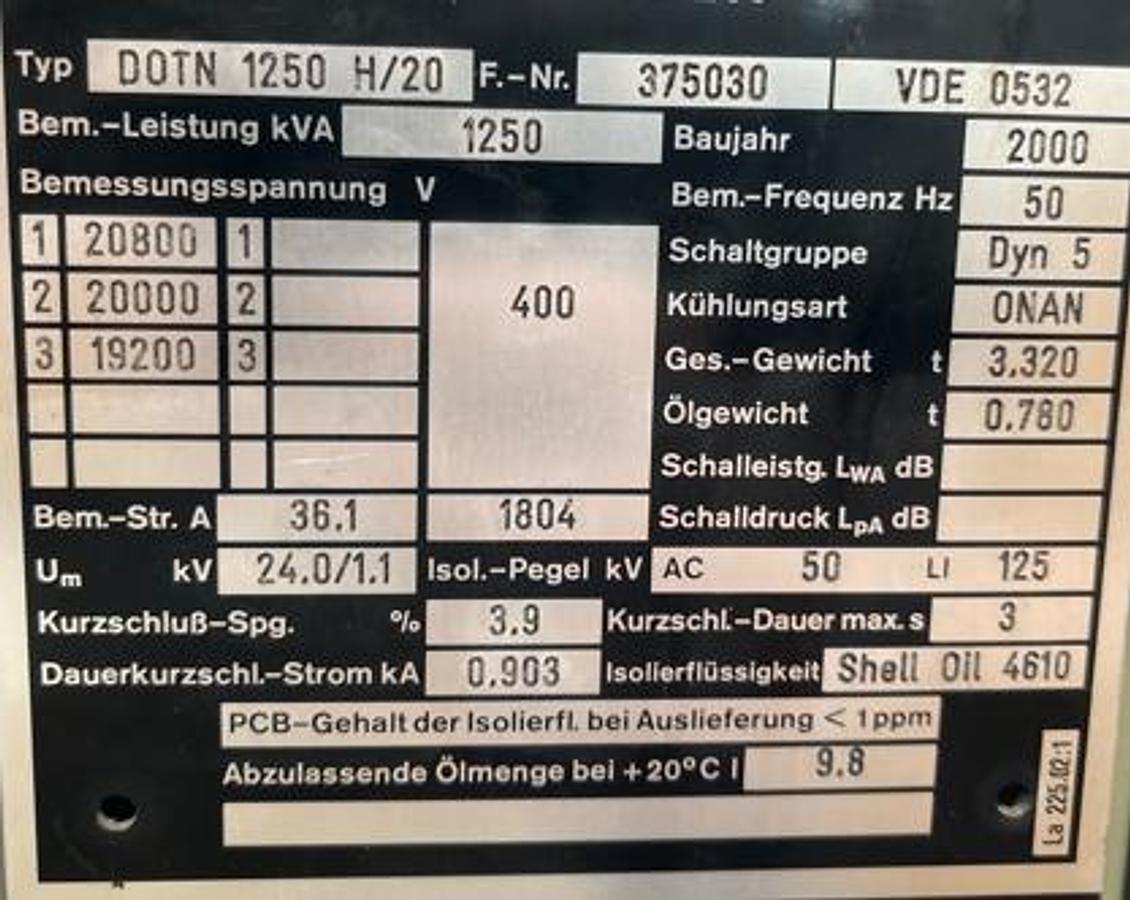 Typ DOTN 1250 H/20 F.-Nr. 375030 VDE 0532
Bem.-Leistung kVA 1250 Baujahr 2000
Bemessungsspannung V Bem.-Frequenz Hz 50
1 20800 1 Schaltgruppe Dyn 5
2 20000 2 400 Kühlungsart ONAN
3 19200 3 Ges.-Gewicht t 3.320
Ölgewicht t 0.780
Schalleistg. LWA dB
Bem.-Str. A 36.1 1804 Schalldruck LpA dB
Um kV 24.0/1.1 Isol.-Pegel kV AC 50 LI 125
Kurzschluß-Spg. % 3.9 Kurzschl.-Dauer max. s 3
Dauerkurzschl.-Strom kA 0.903 Isolierflüssigkeit Shell Oil 4610
PCB-Gehalt der Isolierfl. bei Auslieferung < 1 ppm
Abzulassende Ölmenge bei +20°C l 9.8
La 225.02:1